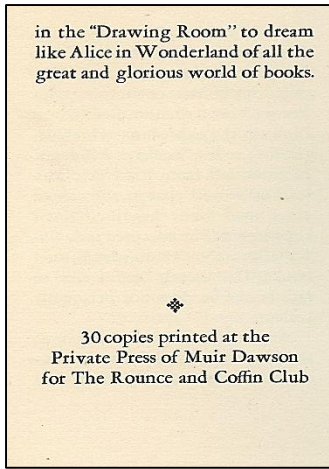 in the “Drawing Room” to dream
like Alice in Wonderland of all the
great and glorious world of books.
30 copies printed at the
Private Press of Muir Dawson
for The Rounce and Coffin Club